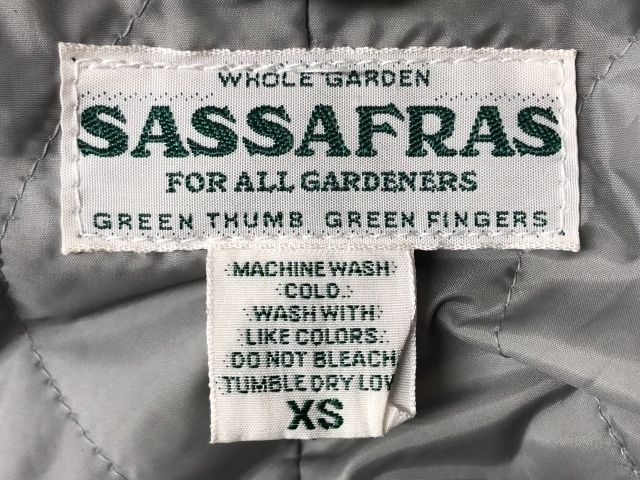 WHOLE GARDEN
SASSAFRAS
FOR ALL GARDENERS
GREEN THUMB GREEN FINGERS
MACHINE WASH
COLD.
WASH WITH
LIKE COLORS.
DO NOT BLEACH
TUMBLE DRY LOW
XS